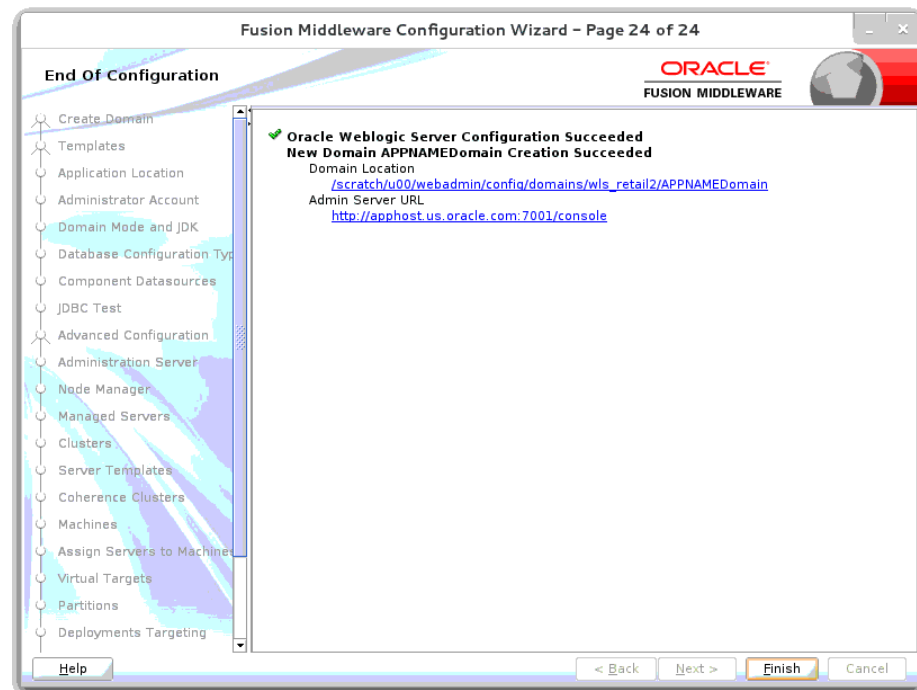 Fusion Middleware Configuration Wizard – Page 24 of 24
End Of Configuration
ORACLE
FUSION MIDDLEWARE
Create Domain
Templates
Application Location
Administrator Account
Domain Mode and JDK
Database Configuration Typ
Component Datasources
JDBC Test
Advanced Configuration
Administration Server
Node Manager
Managed Servers
Clusters
Server Templates
Coherence Clusters
Machines
Assign Servers to Machines
Virtual Targets
Partitions
Deployments Targeting
Oracle Weblogic Server Configuration Succeeded
New Domain APPNAMEDomain Creation Succeeded
Domain Location
/scratch/u00/webadmin/config/domains/wls_retail2/APPNAMEDomain
Admin Server URL
http://apphost.us.oracle.com:7001/console
Help
< Back
Next >
Finish
Cancel